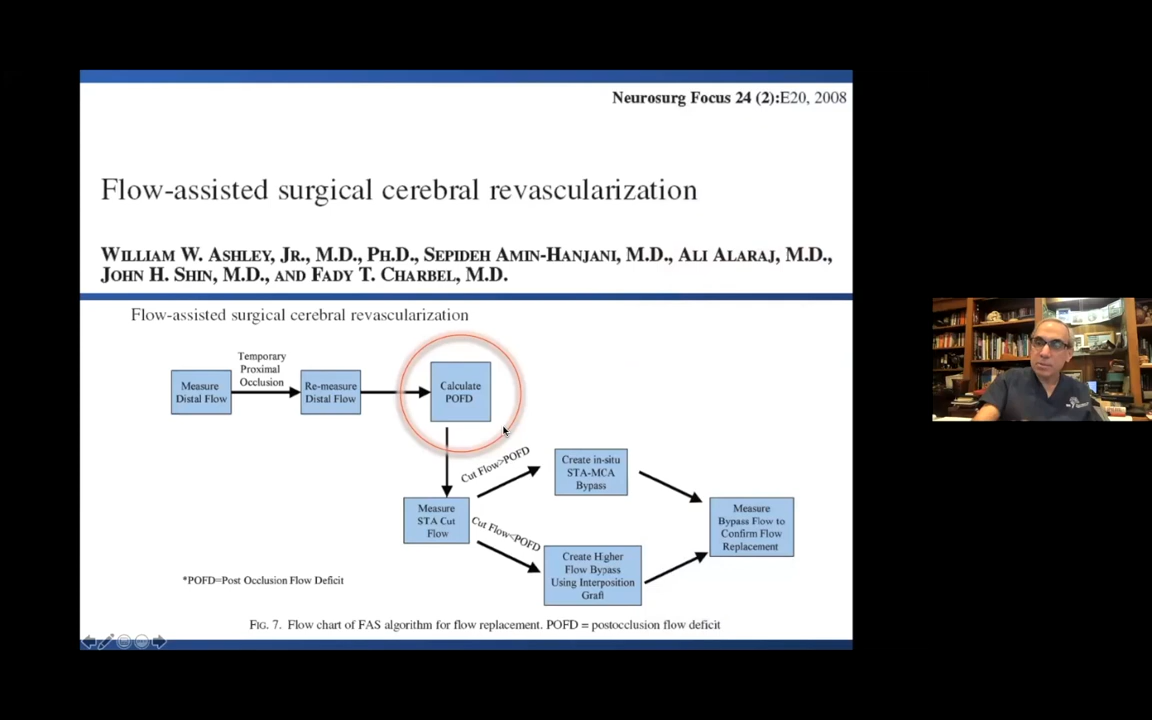 Neurosurg Focus 24 (2):E20, 2008
Flow-assisted surgical cerebral revascularization
WILLIAM W. ASHLEY, JR., M.D., PH.D., SEPIDEH AMIN-HANJANI, M.D., ALI ALARAJ, M.D.,
JOHN H. SHIN, M.D., AND FADY T. CHARBEL, M.D.
Flow-assisted surgical cerebral revascularization
Measure
Distal Flow
Temporary
Proximal
Occlusion
Re-measure
Distal Flow
Calculate
POFD
Measure
STA Cut
Flow
Cut Flow>POFD
Create in-situ
STA-MCA
Bypass
Cut Flow<POFD
Create Higher
Flow Bypass
Using Interposition
Graft
Measure
Bypass Flow to
Confirm Flow
Replacement
*POFD=Post Occlusion Flow Deficit
FIG. 7. Flow chart of FAS algorithm for flow replacement. POFD = postocclusion flow deficit